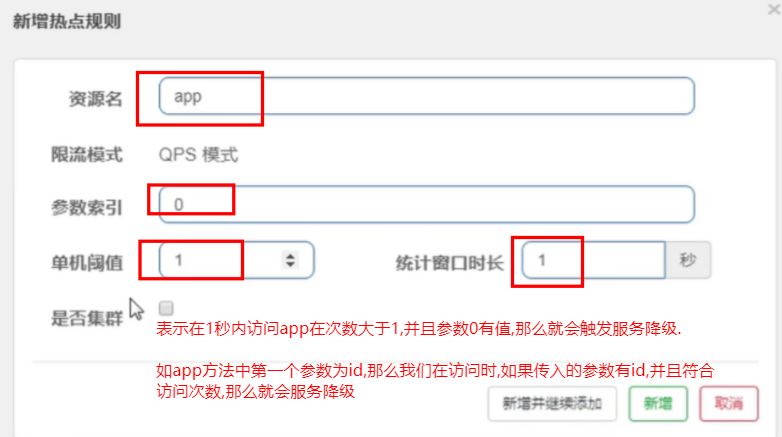 新增热点规则
资源名 app
限流模式 QPS 模式
参数索引 0
单机阈值 1 统计窗口时长 1 秒
是否集群
表示在1秒内访问app在次数大于1,并且参数0有值,那么就会触发服务降级.
如app方法中第一个参数为id,那么我们在访问时,如果传入的参数有id,并且符合
访问次数,那么就会服务降级
新增并继续添加 新增 取消